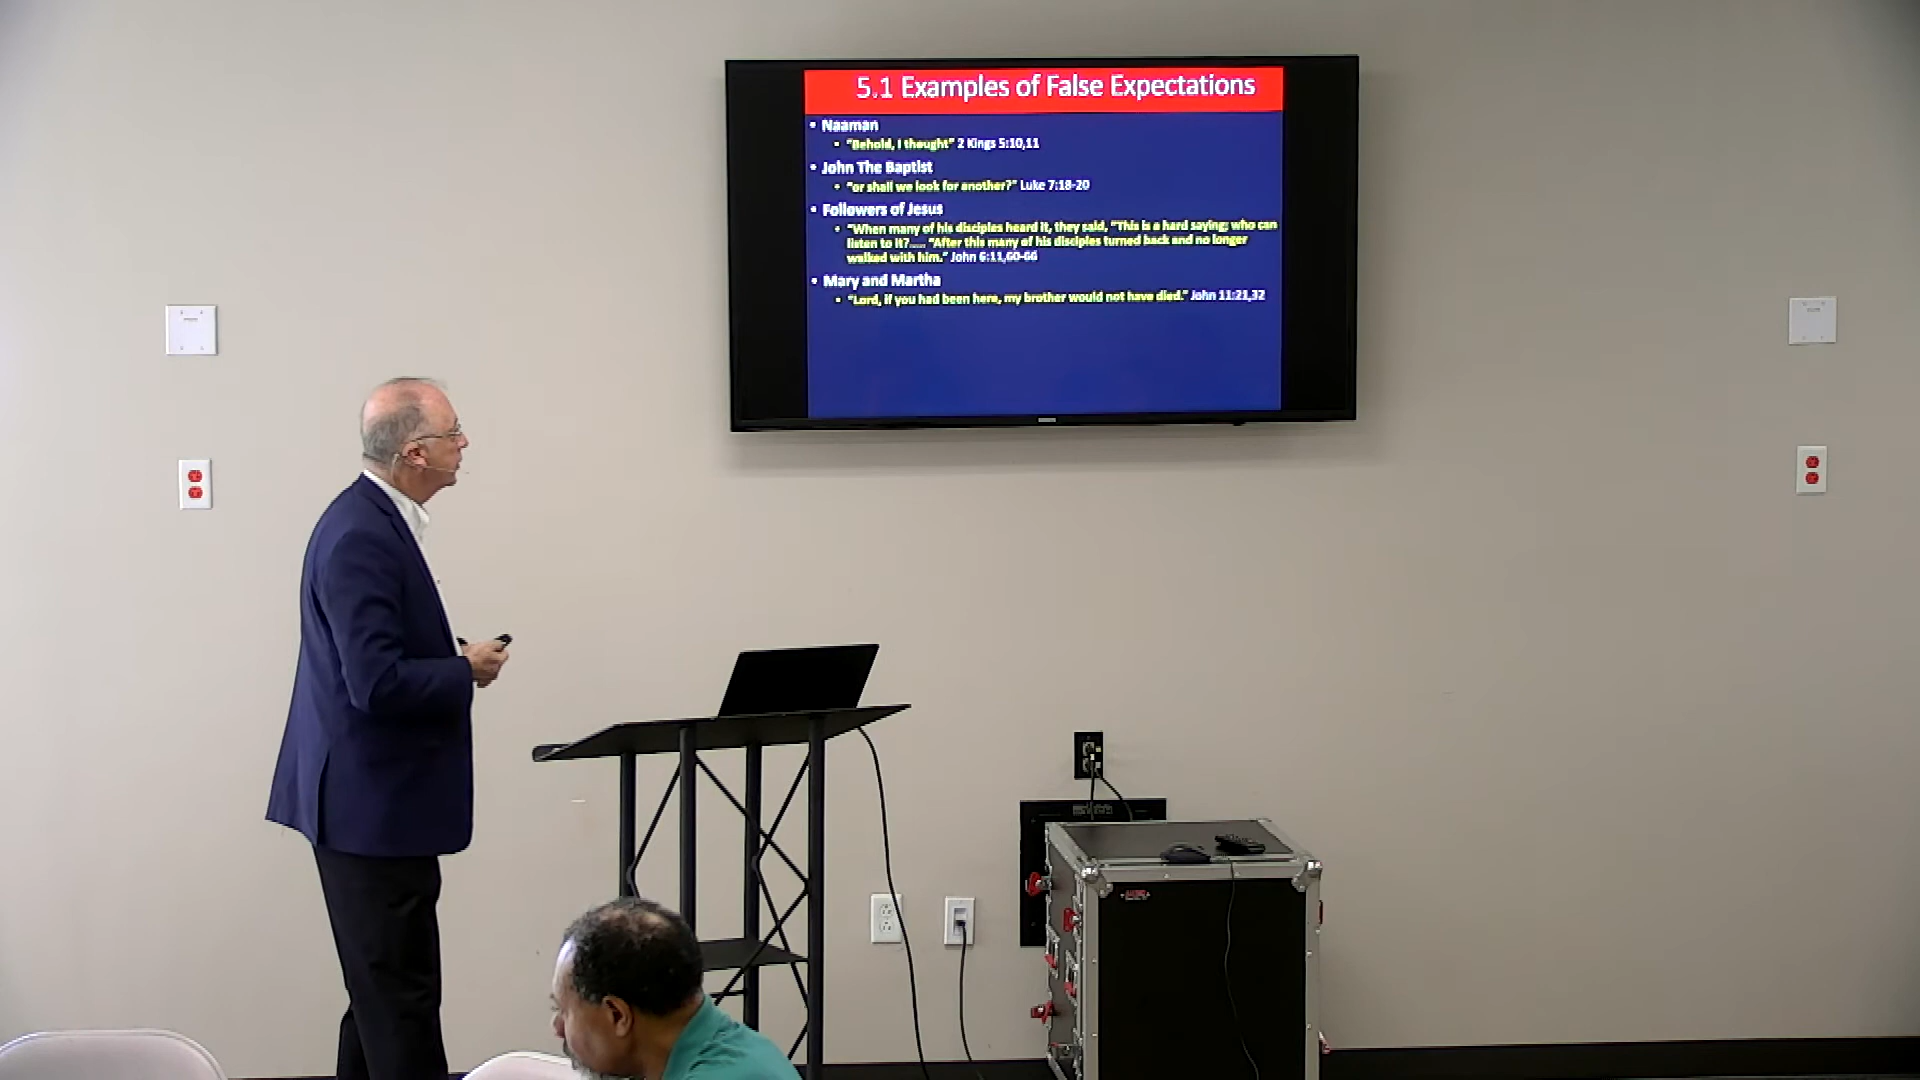 5.1 Examples of False Expectations
• Naaman
• "Behold, I thought" 2 Kings 5:10,11
• John The Baptist
• "or shall we look for another?" Luke 7:18-20
• Followers of Jesus
• "When many of his disciples heard it, they said, "This is a hard saying; who can
listen to it?.... "After this many of his disciples turned back and no longer
walked with him." John 6:11,60-66
• Mary and Martha
• "Lord, if you had been here, my brother would not have died." John 11:21,32